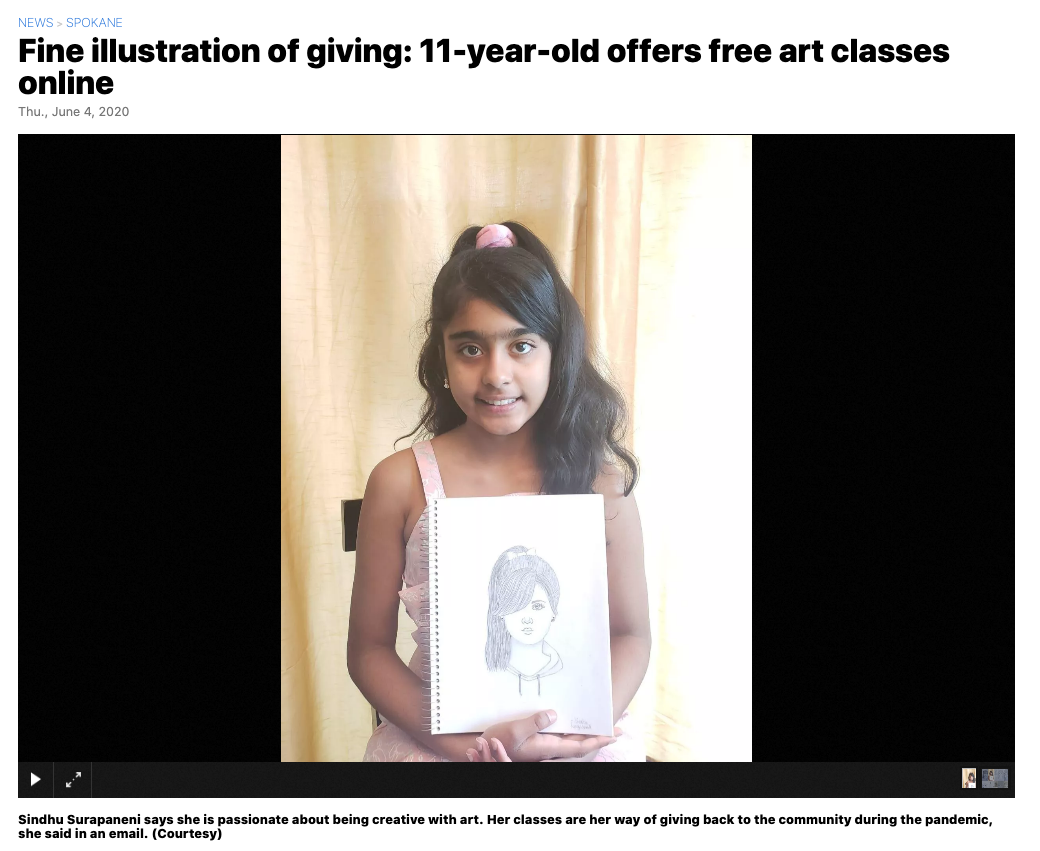 NEWS > SPOKANE
Fine illustration of giving: 11-year-old offers free art classes
online
Thu., June 4, 2020
Sindhu Surapaneni says she is passionate about being creative with art. Her classes are her way of giving back to the community during the pandemic,
she said in an email. (Courtesy)